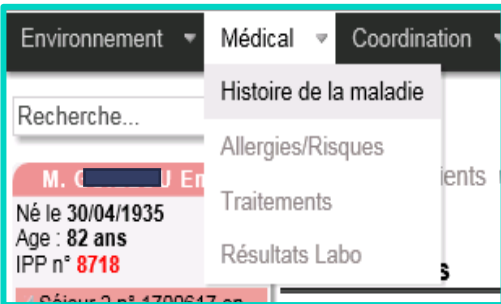 Environnement Médical Coordination
Histoire de la maladie
Recherche...
Allergies/Risques
M.
Né le 30/04/1935
Traitements
Age : 82 ans
IPP n° 8718
Résultats Labo